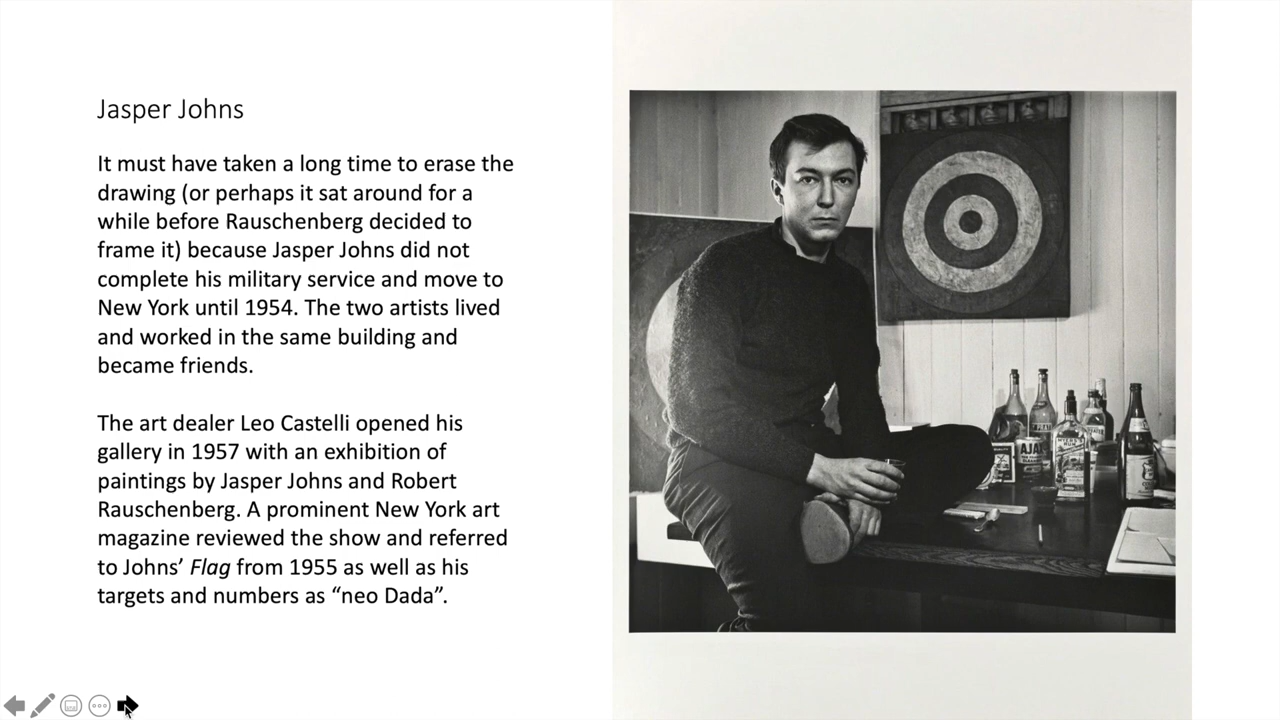 Jasper Johns
It must have taken a long time to erase the
drawing (or perhaps it sat around for a
while before Rauschenberg decided to
frame it) because Jasper Johns did not
complete his military service and move to
New York until 1954. The two artists lived
and worked in the same building and
became friends.
The art dealer Leo Castelli opened his
gallery in 1957 with an exhibition of
paintings by Jasper Johns and Robert
Rauschenberg. A prominent New York art
magazine reviewed the show and referred
to Johns’ Flag from 1955 as well as his
targets and numbers as “neo Dada”.
AJAX